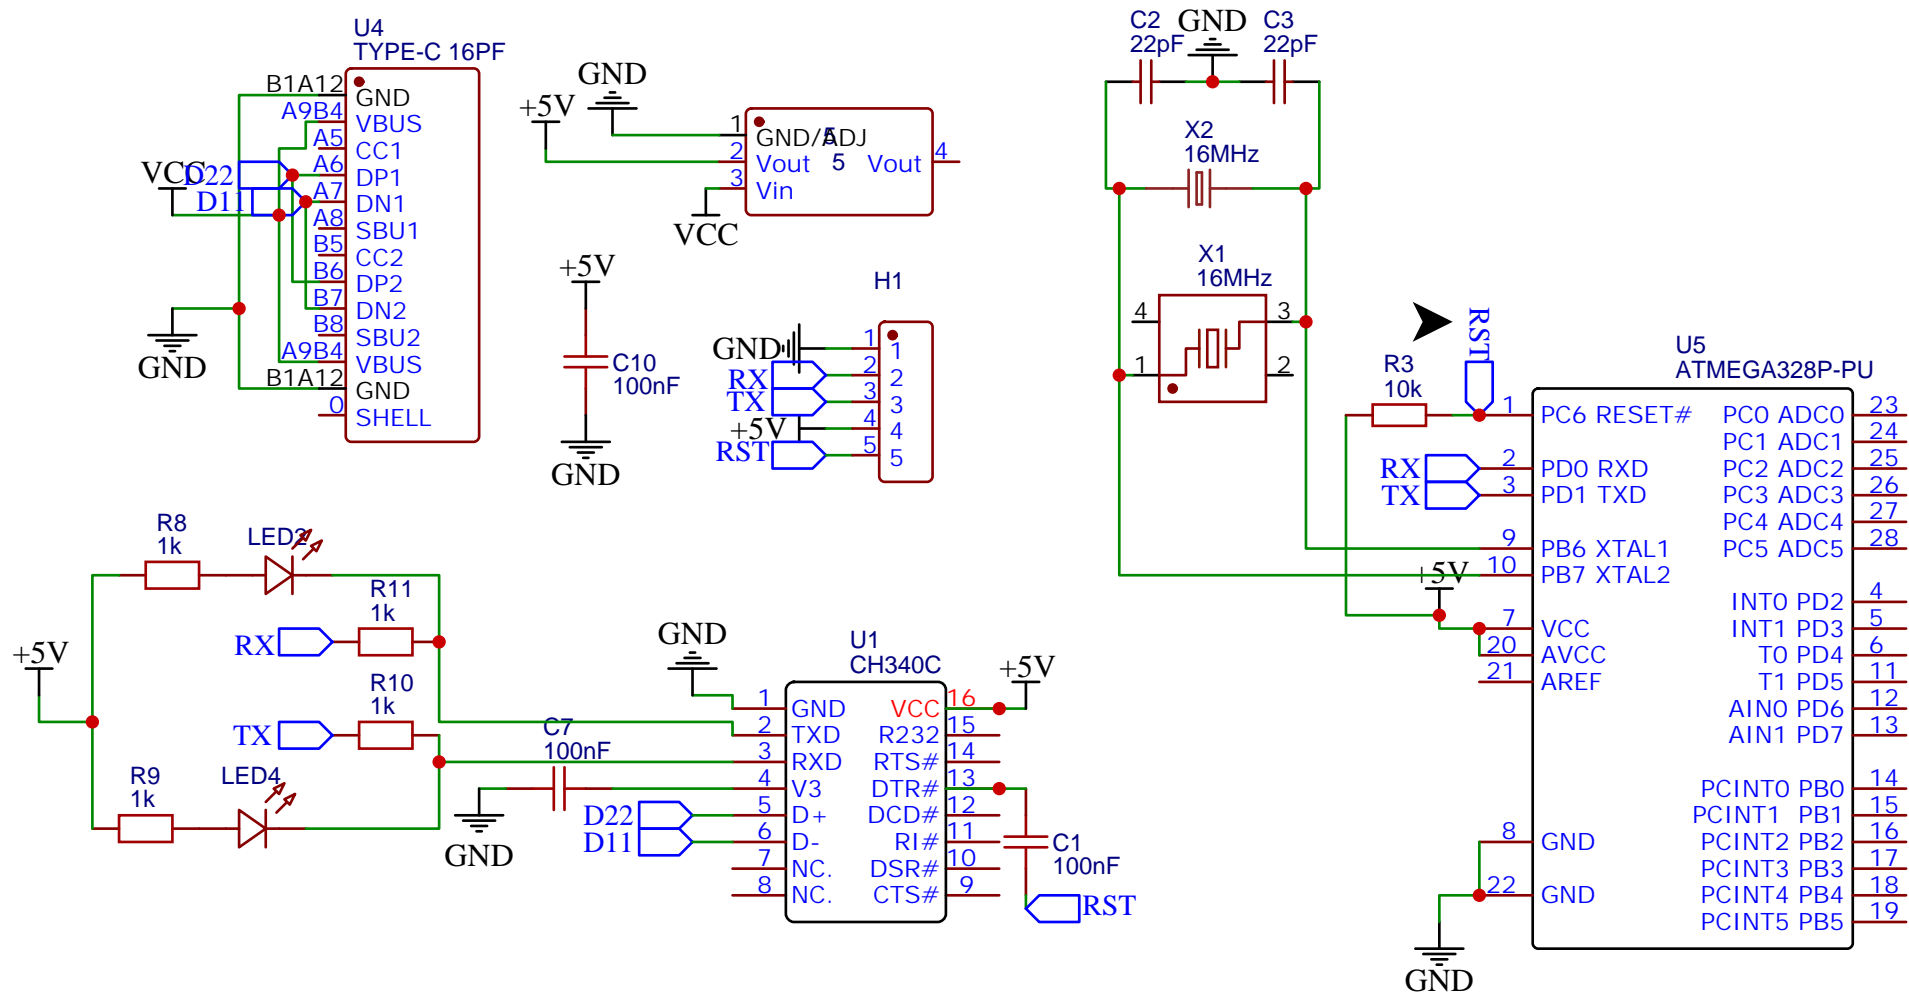 U4
TYPE-C 16PF
B1A12
GND
A9B4
VBUS
A5
CC1
A6
DP1
A7
DN1
A8
SBU1
B5
CC2
B6
DP2
B7
DN2
B8
SBU2
A9B4
VBUS
B1A12
GND
0
SHELL
VCC
D22
D11
GND
GND
+5V
1
GND/ADJ
2
Vout
5
Vout
4
3
Vin
VCC
+5V
C10
100nF
GND
H1
GND
1
1
RX
2
2
TX
3
3
+5V
4
4
RST
5
5
C2
22pF
GND
C3
22pF
X2
16MHz
X1
16MHz
4
3
1
2
RST
R3
10k
U5
ATMEGA328P-PU
1
PC6 RESET#
RX
2
PD0 RXD
TX
3
PD1 TXD
9
PB6 XTAL1
10
PB7 XTAL2
+5V
7
VCC
20
AVCC
21
AREF
8
GND
22
GND
GND
PC0 ADC0
23
PC1 ADC1
24
PC2 ADC2
25
PC3 ADC3
26
PC4 ADC4
27
PC5 ADC5
28
INT0 PD2
4
INT1 PD3
5
T0 PD4
6
T1 PD5
11
AIN0 PD6
12
AIN1 PD7
13
PCINT0 PB0
14
PCINT1 PB1
15
PCINT2 PB2
16
PCINT3 PB3
17
PCINT4 PB4
18
PCINT5 PB5
19
R8
1k
LED2
R11
1k
RX
+5V
R10
1k
TX
R9
1k
LED4
C7
100nF
GND
GND
U1
CH340C
1
GND
2
TXD
3
RXD
4
V3
D22
5
D+
D11
6
D-
7
NC.
8
NC.
VCC
16
+5V
R232
15
RTS#
14
DTR#
13
DCD#
12
RI#
11
DSR#
10
CTS#
9
C1
100nF
RST